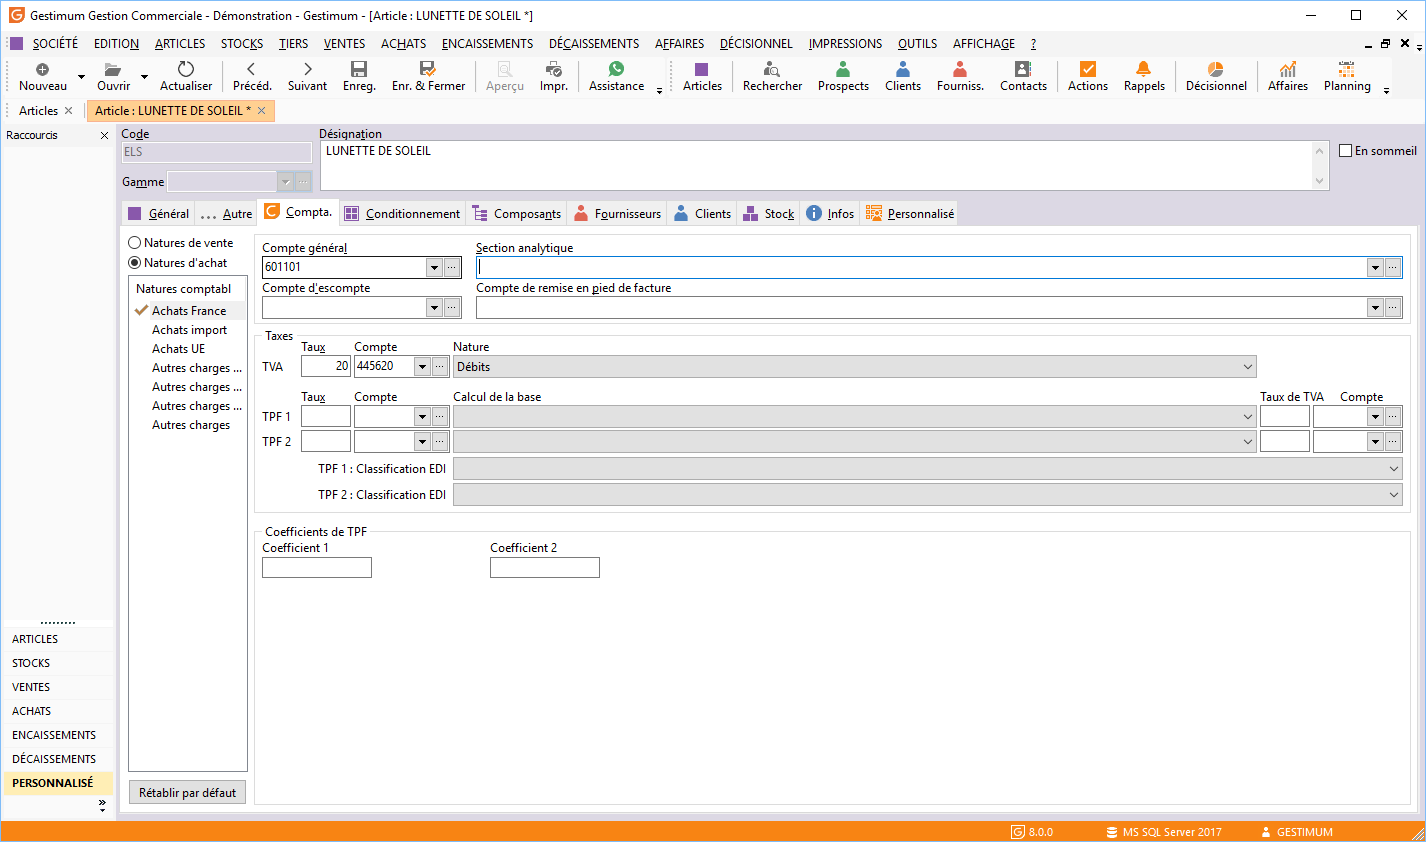 Gestimum Gestion Commerciale - Démonstration - Gestimum - [Article : LUNETTE DE SOLEIL *]
SOCIÉTÉ EDITION ARTICLES STOCKS TIERS VENTES ACHATS ENCAISSEMENTS DÉCAISSEMENTS AFFAIRES DÉCISIONNEL IMPRESSIONS OUTILS AFFICHAGE ?
Nouveau Ouvrir Actualiser Précéd. Suivant Enreg. Enr. & Fermer Aperçu Impr. Assistance Articles Rechercher Prospects Clients Fourniss. Contacts Actions Rappels Décisionnel Affaires Planning
Articles Article : LUNETTE DE SOLEIL *
Raccourcis
Code Désignation
ELS LUNETTE DE SOLEIL
En sommeil
Gamme
Général Autre Compta. Conditionnement Composants Fournisseurs Clients Stock Infos Personnalisé
Natures de vente
Natures d'achat
Natures comptabl
Achats France
Achats import
Achats UE
Autres charges ...
Autres charges ...
Autres charges ...
Autres charges
Rétablir par défaut
Compte général Section analytique
601101
Compte d'escompte Compte de remise en pied de facture
Taxes
Taux Compte Nature
TVA 20 445620 Débits
Taux Compte Calcul de la base Taux de TVA Compte
TPF 1
TPF 2
TPF 1 : Classification EDI
TPF 2 : Classification EDI
Coefficients de TPF
Coefficient 1 Coefficient 2
ARTICLES
STOCKS
VENTES
ACHATS
ENCAISSEMENTS
DÉCAISSEMENTS
PERSONNALISÉ
8.0.0 MS SQL Server 2017 GESTIMUM